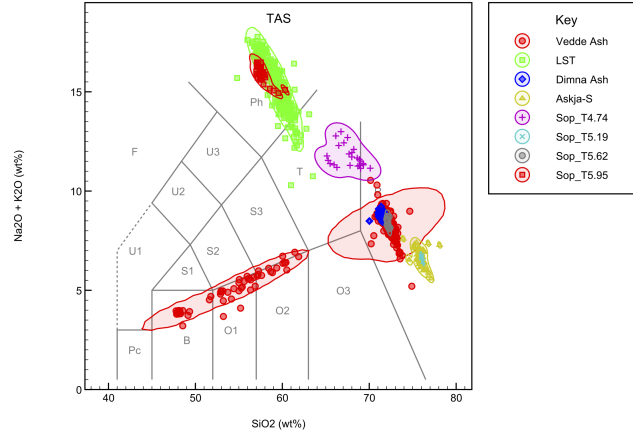 TAS
Key
Vedde Ash
LST
Dimna Ash
Askja-S
Sop_T4.74
Sop_T5.19
Sop_T5.62
Sop_T5.95
Na2O + K2O (wt%)
15
10
5
0
Ph
F
U3
T
U2
S3
U1
S2
S1
O3
O2
O1
B
Pc
40
50
60
70
80
SiO2 (wt%)